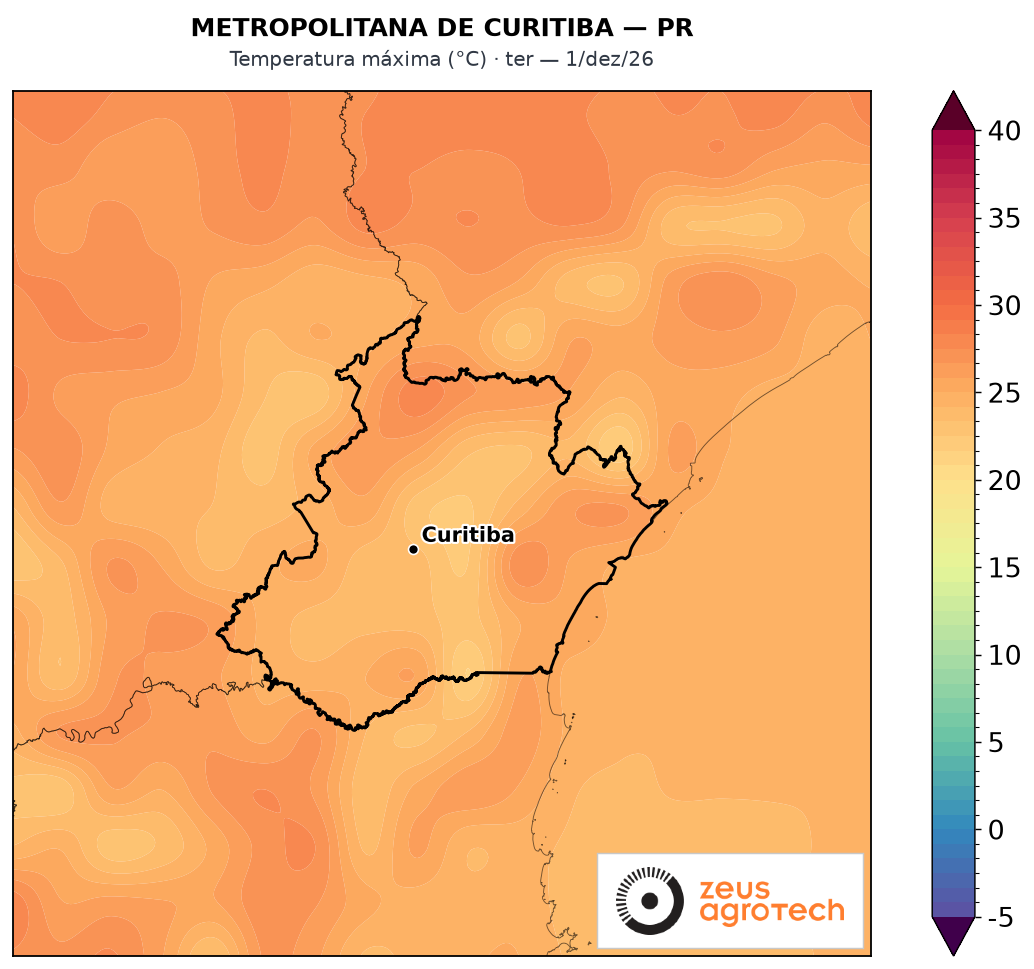 METROPOLITANA DE CURITIBA — PR
Temperatura máxima (°C) · ter — 1/dez/26
40
35
30
25
20
15
10
5
0
-5
Curitiba
zeus
agrotech